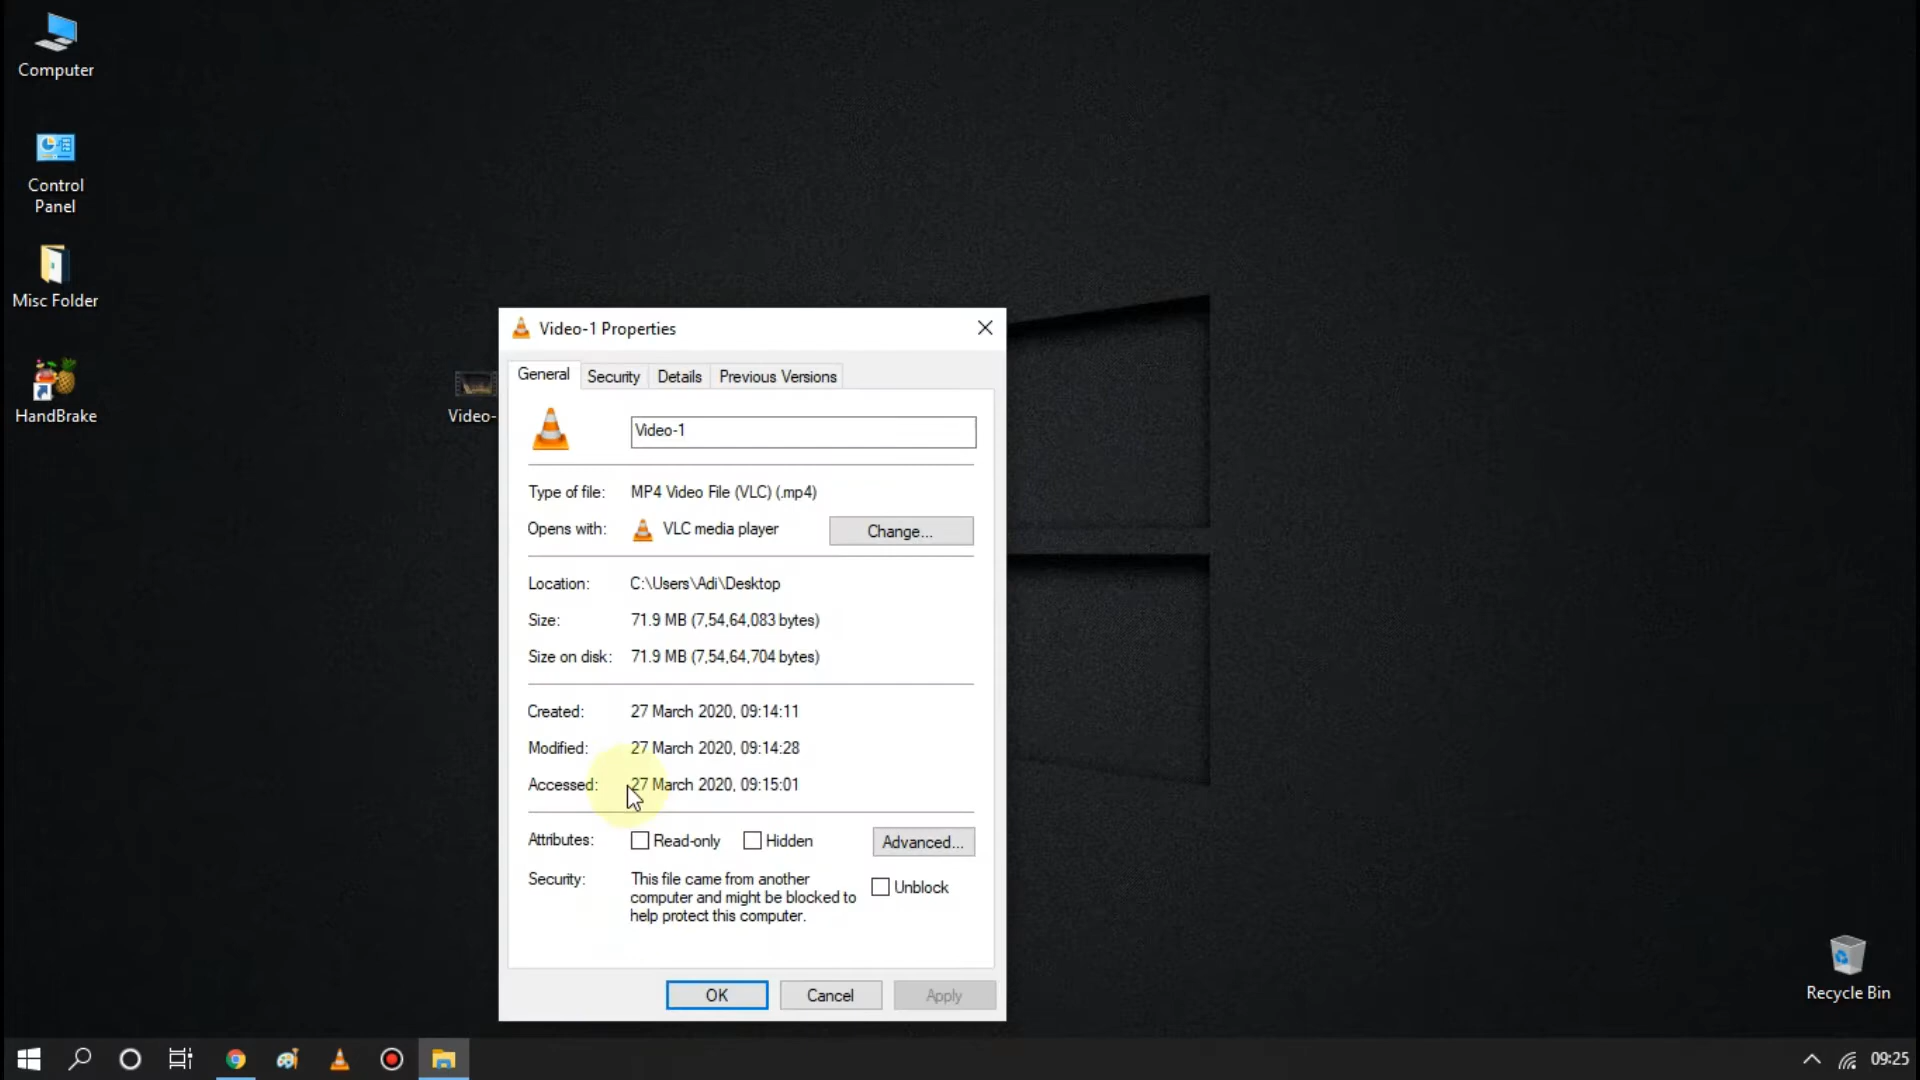 Computer
Control
Panel
Misc Folder
HandBrake
Video-
Video-1 Properties
General Security Details Previous Versions
Video-1
Type of file: MP4 Video File (VLC) (.mp4)
Opens with: VLC media player Change...
Location: C:\Users\Adi\Desktop
Size: 71.9 MB (7,54,64,083 bytes)
Size on disk: 71.9 MB (7,54,64,704 bytes)
Created: 27 March 2020, 09:14:11
Modified: 27 March 2020, 09:14:28
Accessed: 27 March 2020, 09:15:01
Attributes: Read-only Hidden Advanced...
Security: This file came from another
computer and might be blocked to
help protect this computer.
Unblock
OK Cancel Apply
Recycle Bin
09:25